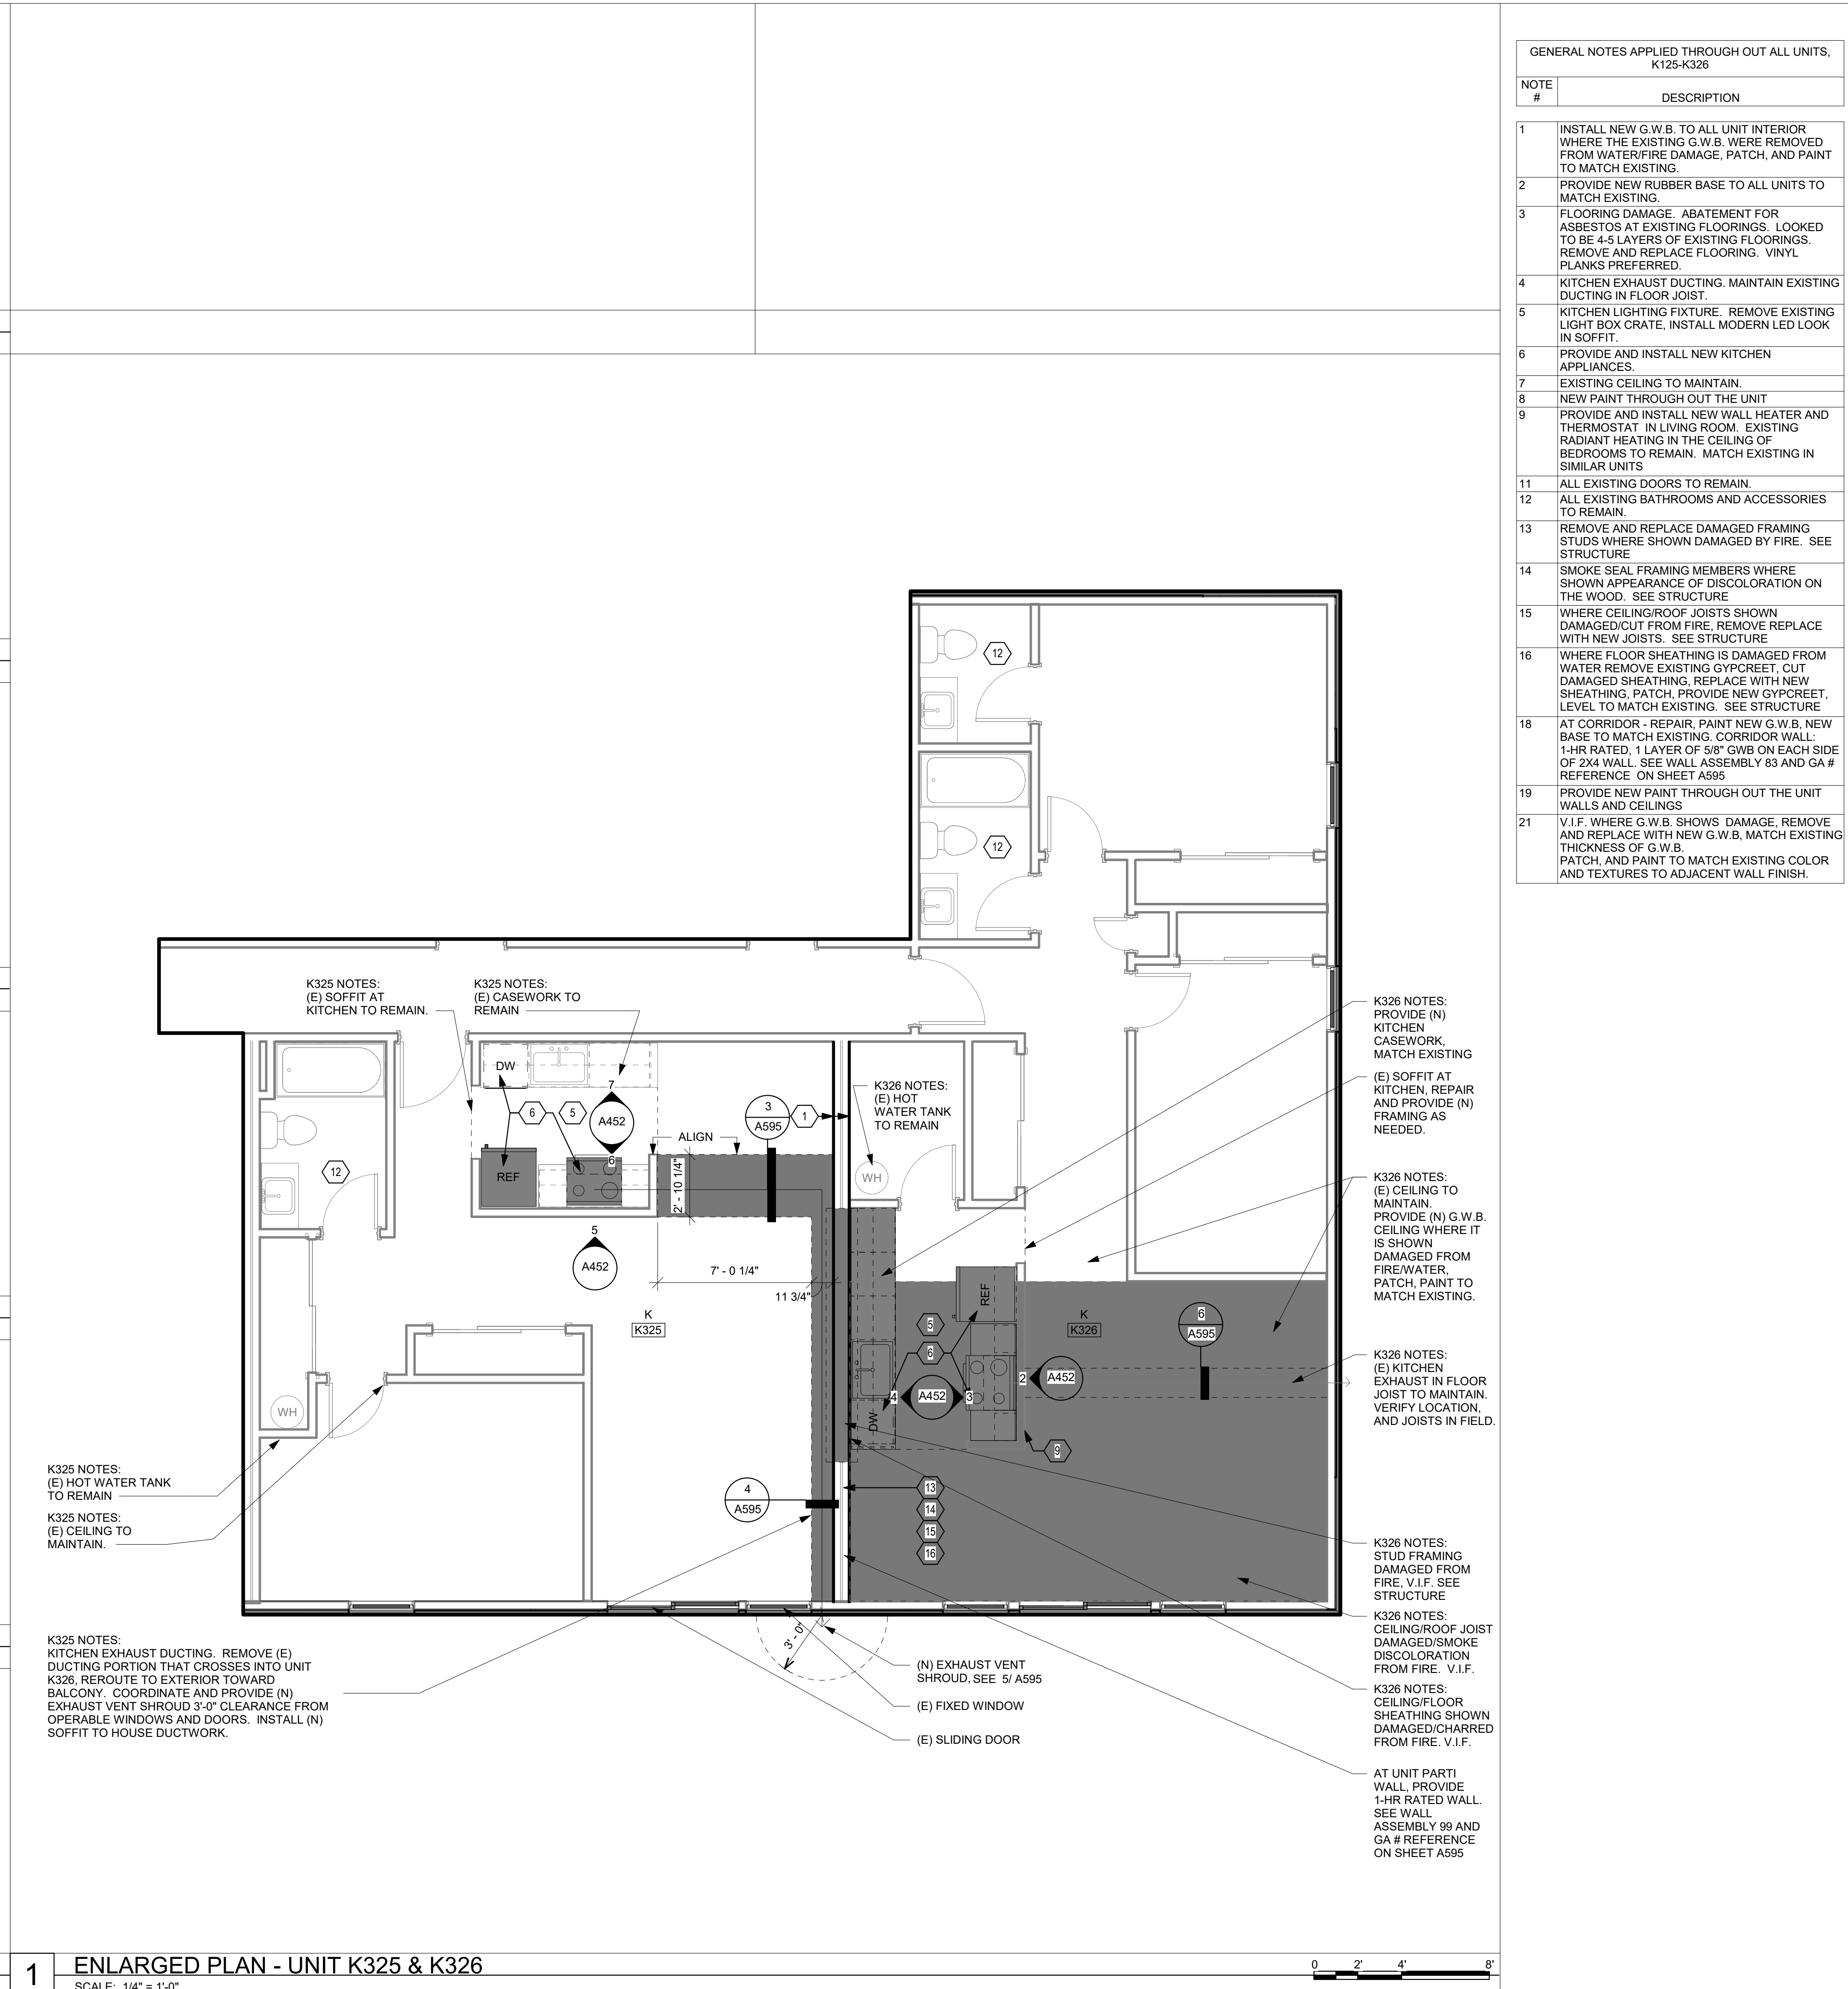 GENERAL NOTES APPLIED THROUGH OUT ALL UNITS,
K125-K326
NOTE
#
DESCRIPTION
1 INSTALL NEW G.W.B. TO ALL UNIT INTERIOR
WHERE THE EXISTING G.W.B. WERE REMOVED
FROM WATER/FIRE DAMAGE, PATCH, AND PAINT
TO MATCH EXISTING.
2 PROVIDE NEW RUBBER BASE TO ALL UNITS TO
MATCH EXISTING.
3 FLOORING DAMAGE. ABATEMENT FOR
ASBESTOS AT EXISTING FLOORINGS. LOOKED
TO BE 4-5 LAYERS OF EXISTING FLOORINGS.
REMOVE AND REPLACE FLOORING. VINYL
PLANKS PREFERRED.
4 KITCHEN EXHAUST DUCTING. MAINTAIN EXISTING
DUCTING IN FLOOR JOIST.
5 KITCHEN LIGHTING FIXTURE. REMOVE EXISTING
LIGHT BOX CRATE, INSTALL MODERN LED LOOK
IN SOFFIT.
6 PROVIDE AND INSTALL NEW KITCHEN
APPLIANCES.
7 EXISTING CEILING TO MAINTAIN.
8 NEW PAINT THROUGH OUT THE UNIT
9 PROVIDE AND INSTALL NEW WALL HEATER AND
THERMOSTAT IN LIVING ROOM. EXISTING
RADIANT HEATING IN THE CEILING OF
BEDROOMS TO REMAIN. MATCH EXISTING IN
SIMILAR UNITS
11 ALL EXISTING DOORS TO REMAIN.
12 ALL EXISTING BATHROOMS AND ACCESSORIES
TO REMAIN.
13 REMOVE AND REPLACE DAMAGED FRAMING
STUDS WHERE SHOWN DAMAGED BY FIRE. SEE
STRUCTURE
14 SMOKE SEAL FRAMING MEMBERS WHERE
SHOWN APPEARANCE OF DISCOLORATION ON
THE WOOD. SEE STRUCTURE
15 WHERE CEILING/ROOF JOISTS SHOWN
DAMAGED/CUT FROM FIRE, REMOVE REPLACE
WITH NEW JOISTS. SEE STRUCTURE
16 WHERE FLOOR SHEATHING IS DAMAGED FROM
WATER REMOVE EXISTING GYPCREET, CUT
DAMAGED SHEATHING, REPLACE WITH NEW
SHEATHING, PATCH, PROVIDE NEW GYPCREET,
LEVEL TO MATCH EXISTING. SEE STRUCTURE
18 AT CORRIDOR - REPAIR, PAINT NEW G.W.B, NEW
BASE TO MATCH EXISTING. CORRIDOR WALL:
1-HR RATED, 1 LAYER OF 5/8" GWB ON EACH SIDE
OF 2X4 WALL. SEE WALL ASSEMBLY 83 AND GA #
REFERENCE ON SHEET A595
19 PROVIDE NEW PAINT THROUGH OUT THE UNIT
WALLS AND CEILINGS
21 V.I.F. WHERE G.W.B. SHOWS DAMAGE, REMOVE
AND REPLACE WITH NEW G.W.B, MATCH EXISTING
THICKNESS OF G.W.B.
PATCH, AND PAINT TO MATCH EXISTING COLOR
AND TEXTURES TO ADJACENT WALL FINISH.
12
12
K325 NOTES:
(E) SOFFIT AT
KITCHEN TO REMAIN.
K325 NOTES:
(E) CASEWORK TO
REMAIN
DW
7
6
5
A452
6
REF
12
ALIGN
3
A595
1
2' - 10 1/4"
K326 NOTES:
(E) HOT
WATER TANK
TO REMAIN
WH
5
A452
7' - 0 1/4"
11 3/4"
K
K325
WH
REF
5
6
4
A452
3
DW
2
A452
K
K326
6
A595
9
4
A595
13
14
15
16
K326 NOTES:
PROVIDE (N)
KITCHEN
CASEWORK,
MATCH EXISTING
(E) SOFFIT AT
KITCHEN, REPAIR
AND PROVIDE (N)
FRAMING AS
NEEDED.
K326 NOTES:
(E) CEILING TO
MAINTAIN.
PROVIDE (N) G.W.B.
CEILING WHERE IT
IS SHOWN
DAMAGED FROM
FIRE/WATER,
PATCH, PAINT TO
MATCH EXISTING.
K326 NOTES:
(E) KITCHEN
EXHAUST IN FLOOR
JOIST TO MAINTAIN.
VERIFY LOCATION,
AND JOISTS IN FIELD.
K326 NOTES:
STUD FRAMING
DAMAGED FROM
FIRE, V.I.F. SEE
STRUCTURE
K326 NOTES:
CEILING/ROOF JOIST
DAMAGED/SMOKE
DISCOLORATION
FROM FIRE. V.I.F.
K326 NOTES:
CEILING/FLOOR
SHEATHING SHOWN
DAMAGED/CHARRED
FROM FIRE. V.I.F.
AT UNIT PARTI
WALL, PROVIDE
1-HR RATED WALL.
SEE WALL
ASSEMBLY 99 AND
GA # REFERENCE
ON SHEET A595
K325 NOTES:
(E) HOT WATER TANK
TO REMAIN
K325 NOTES:
(E) CEILING TO
MAINTAIN.
K325 NOTES:
KITCHEN EXHAUST DUCTING. REMOVE (E)
DUCTING PORTION THAT CROSSES INTO UNIT
K326, REROUTE TO EXTERIOR TOWARD
BALCONY. COORDINATE AND PROVIDE (N)
EXHAUST VENT SHROUD 3'-0" CLEARANCE FROM
OPERABLE WINDOWS AND DOORS. INSTALL (N)
SOFFIT TO HOUSE DUCTWORK.
3' - 0"
(N) EXHAUST VENT
SHROUD, SEE 5/ A595
(E) FIXED WINDOW
(E) SLIDING DOOR
1
ENLARGED PLAN - UNIT K325 & K326
SCALE: 1/4" = 1'-0"
0 2' 4' 8'